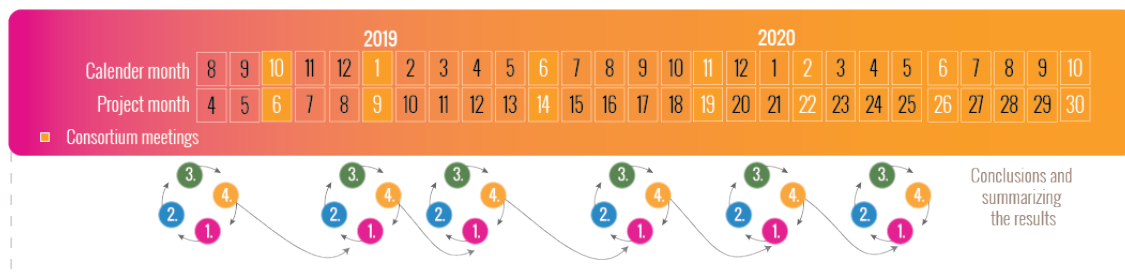 2019 2020
Calender month 8 9 10 11 12 1 2 3 4 5 6 7 8 9 10 11 12 1 2 3 4 5 6 7 8 9 10
Project month 4 5 6 7 8 9 10 11 12 13 14 15 16 17 18 19 20 21 22 23 24 25 26 27 28 29 30
Consortium meetings
3. 3. 3. 3. 3. 3.
4. 4. 4. 4. 4. 4.
2. 2. 2. 2. 2. 2.
1. 1. 1. 1. 1. 1.
Conclusions and
summarizing
the results